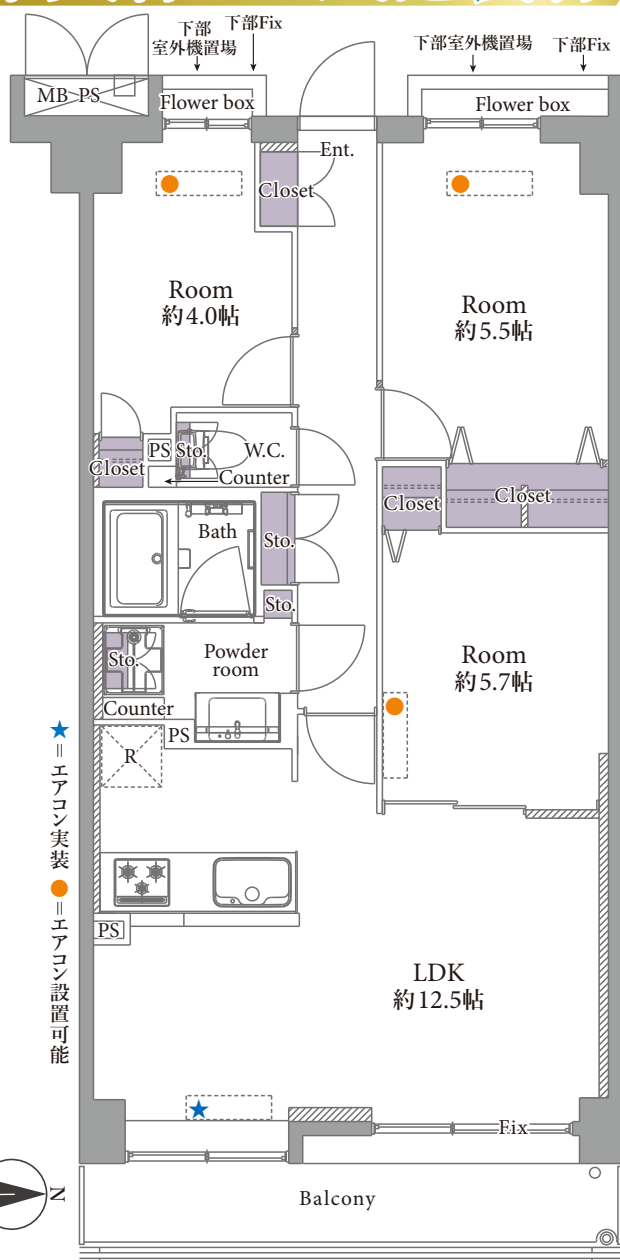 下部
室外機置場
下部Fix
下部室外機置場
下部Fix
MB PS
Flower box
Flower box
Ent.
Closet
Room
約4.0帖
Room
約5.5帖
Closet
PS
Sto.
W.C.
Counter
Closet
Closet
Bath
Sto.
Sto.
Sto.
Powder
room
Room
約5.7帖
Counter
PS
R
PS
LDK
約12.5帖
★=エアコン実装 ●=エアコン設置可能
Fix
N
Balcony